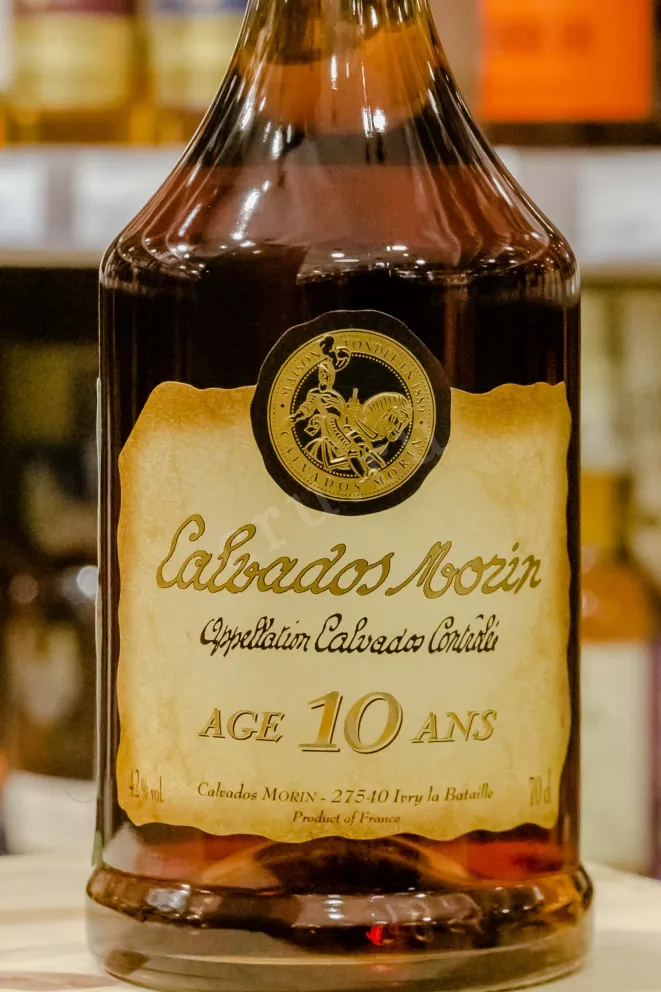 MAISON FONDÉE EN 1889
CALVADOS MORIN
Calvados Morin
Appellation Calvados Contrôlée
AGE 10 ANS
42% vol.
Calvados MORIN - 27540 Ivry la Bataille
70cl
Product of France